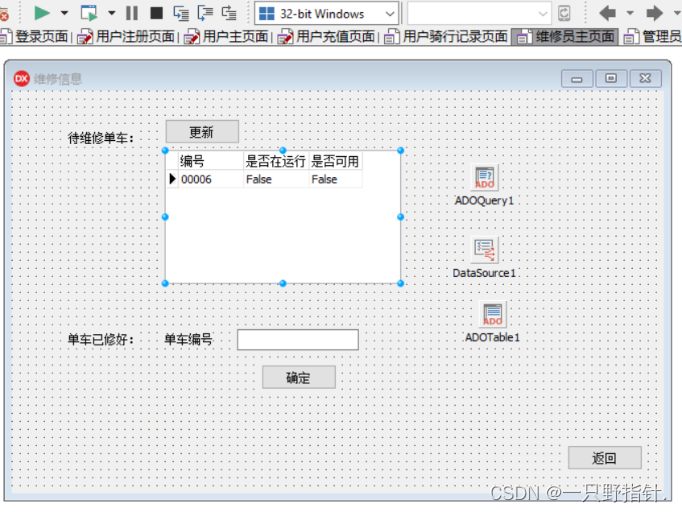 32-bit Windows
登录页面 用户注册页面 用户主页面 用户充值页面 用户骑行记录页面 维修员主页面 管理员
DX 维修信息
待维修单车： 更新
编号 是否在运行 是否可用
00006 False False
ADO
ADOQuery1
DataSource1
ADO
ADOTable1
单车已修好： 单车编号
确定
返回
CSDN @一只野指针.